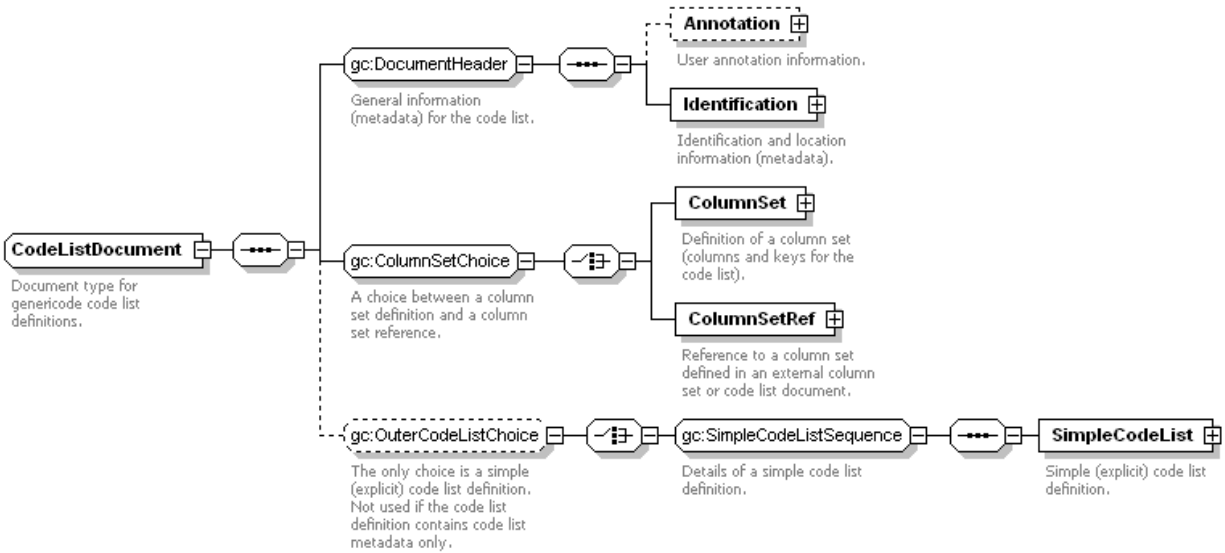 Annotation
User annotation information.
gc:DocumentHeader
General information
(metadata) for the code list.
Identification
Identification and location
information (metadata).
CodeListDocument
Document type for
genericode code list
definitions.
gc:ColumnSetChoice
A choice between a column
set definition and a column
set reference.
ColumnSet
Definition of a column set
(columns and keys for the
code list).
ColumnSetRef
Reference to a column set
defined in an external column
set or code list document.
gc:OuterCodeListChoice
The only choice is a simple
(explicit) code list definition.
Not used if the code list
definition contains code list
metadata only.
gc:SimpleCodeListSequence
Details of a simple code list
definition.
SimpleCodeList
Simple (explicit) code list
definition.